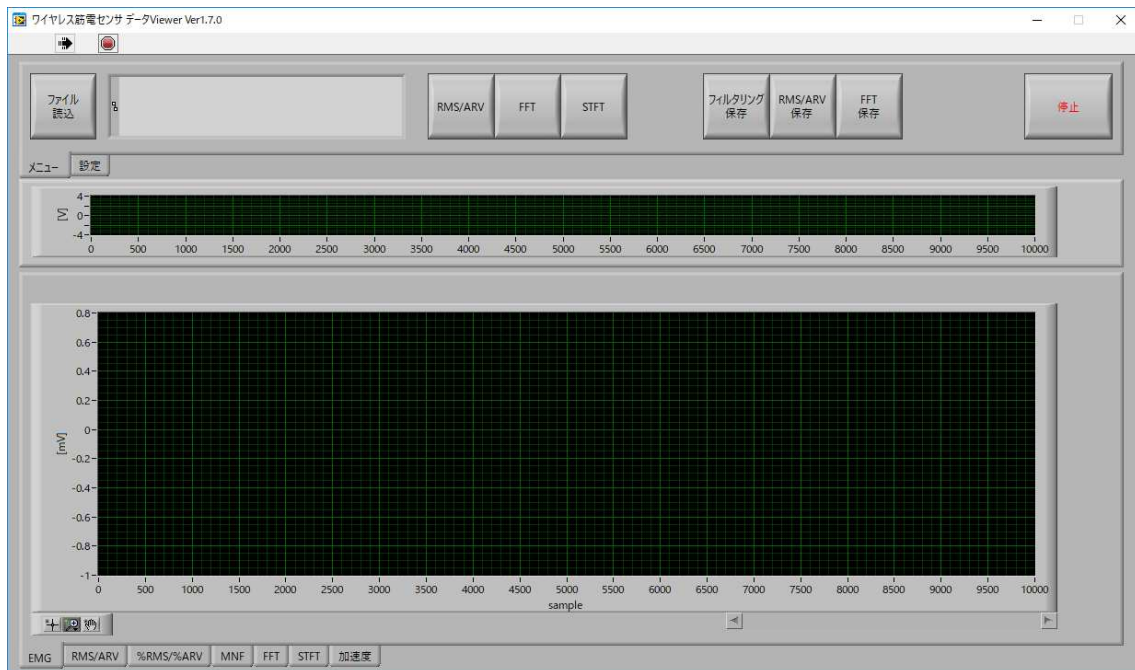 ワイヤレス筋電センサ データViewer Ver1.7.0
ファイル
読込
RMS/ARV
FFT
STFT
フィルタリング
保存
RMS/ARV
保存
FFT
保存
停止
メニュー
設定
[V]
4
0
-4
0 500 1000 1500 2000 2500 3000 3500 4000 4500 5000 5500 6000 6500 7000 7500 8000 8500 9000 9500 10000
[mV]
0.8
0.6
0.4
0.2
0
-0.2
-0.4
-0.6
-0.8
-1
0 500 1000 1500 2000 2500 3000 3500 4000 4500 5000 5500 6000 6500 7000 7500 8000 8500 9000 9500 10000
sample
EMG RMS/ARV %RMS/%ARV MNF FFT STFT 加速度